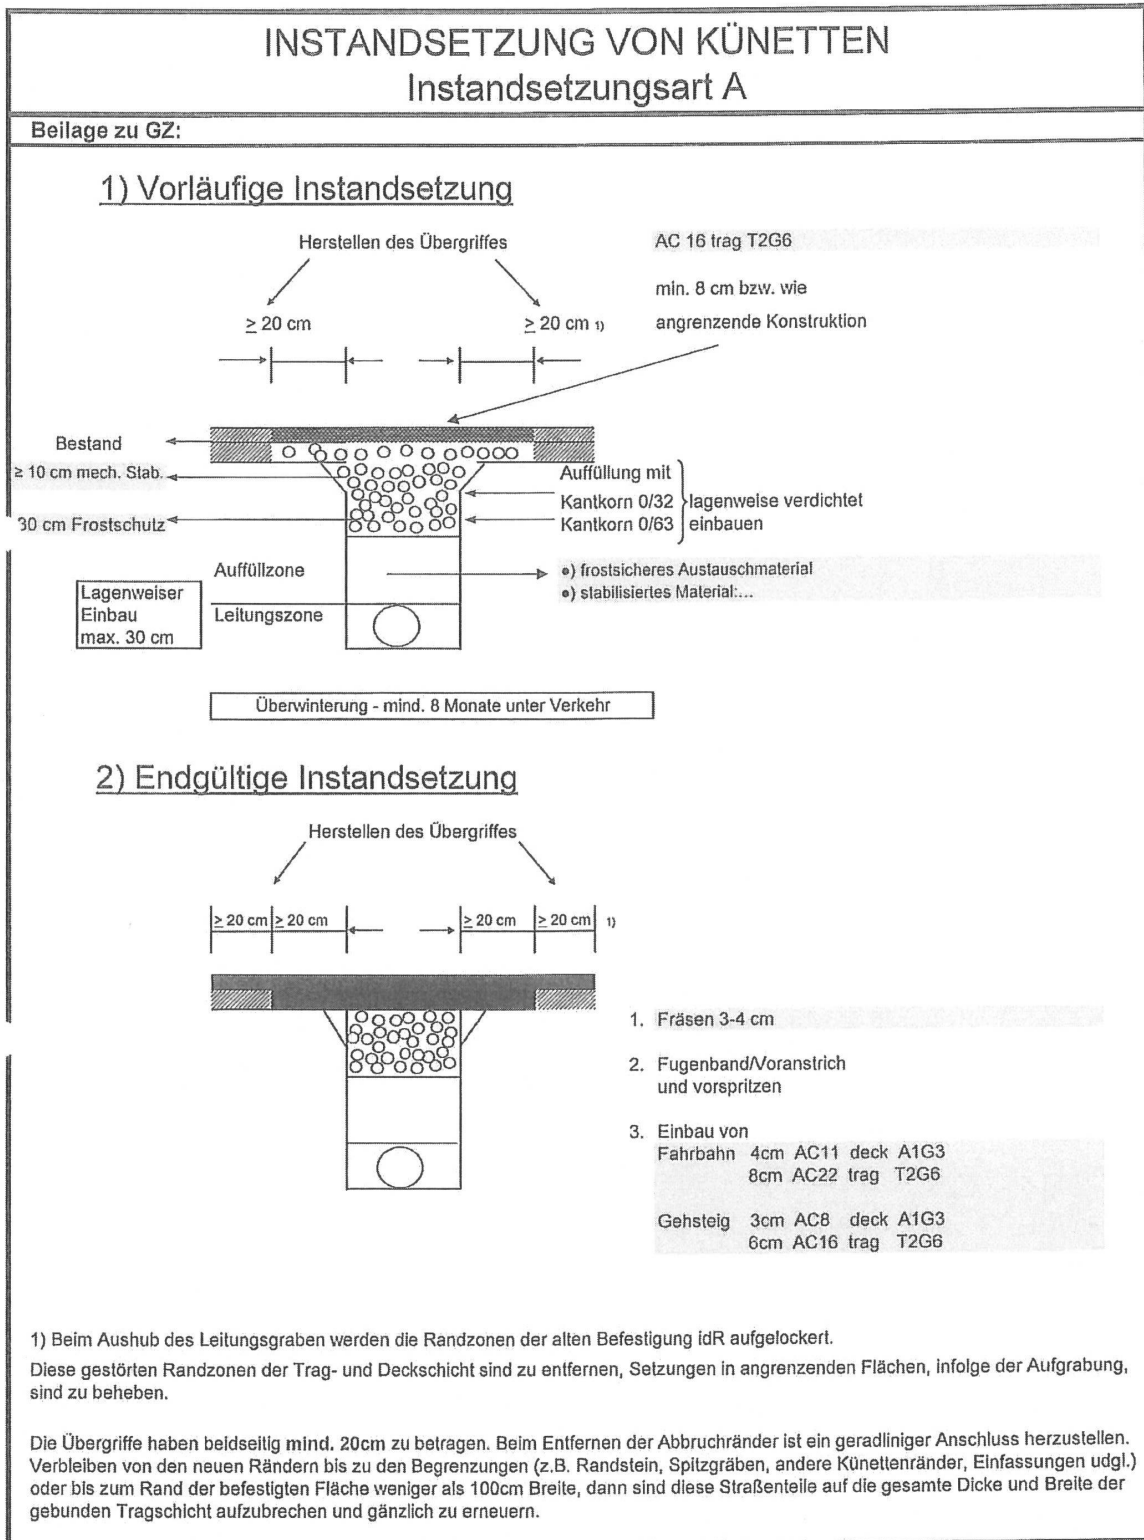 INSTANDSETZUNG VON KÜNETTEN
Instandsetzungsart A
Beilage zu GZ:
1) Vorläufige Instandsetzung
Herstellen des Übergriffes
AC 16 trag T2G6
min. 8 cm bzw. wie
angrenzende Konstruktion
≥ 20 cm
≥ 20 cm 1)
Bestand
≥ 10 cm mech. Stab.
30 cm Frostschutz
Auffüllung mit
Kantkorn 0/32
Kantkorn 0/63
lagenweise verdichtet
einbauen
Auffüllzone
●) frostsicheres Austauschmaterial
●) stabilisiertes Material:...
Lagenweiser
Einbau
max. 30 cm
Leitungszone
Überwinterung - mind. 8 Monate unter Verkehr
2) Endgültige Instandsetzung
Herstellen des Übergriffes
≥ 20 cm ≥ 20 cm ≥ 20 cm ≥ 20 cm 1)
1. Fräsen 3-4 cm
2. Fugenband/Voranstrich
und vorspritzen
3. Einbau von
Fahrbahn 4cm AC11 deck A1G3
8cm AC22 trag T2G6
Gehsteig 3cm AC8 deck A1G3
6cm AC16 trag T2G6
1) Beim Aushub des Leitungsgraben werden die Randzonen der alten Befestigung idR aufgelockert.
Diese gestörten Randzonen der Trag- und Deckschicht sind zu entfernen, Setzungen in angrenzenden Flächen, infolge der Aufgrabung,
sind zu beheben.
Die Übergriffe haben beidseitig mind. 20cm zu betragen. Beim Entfernen der Abbruchränder ist ein geradliniger Anschluss herzustellen.
Verbleiben von den neuen Rändern bis zu den Begrenzungen (z.B. Randstein, Spitzgräben, andere Künettenränder, Einfassungen udgl.)
oder bis zum Rand der befestigten Fläche weniger als 100cm Breite, dann sind diese Straßenteile auf die gesamte Dicke und Breite der
gebunden Tragschicht aufzubrechen und gänzlich zu erneuern.